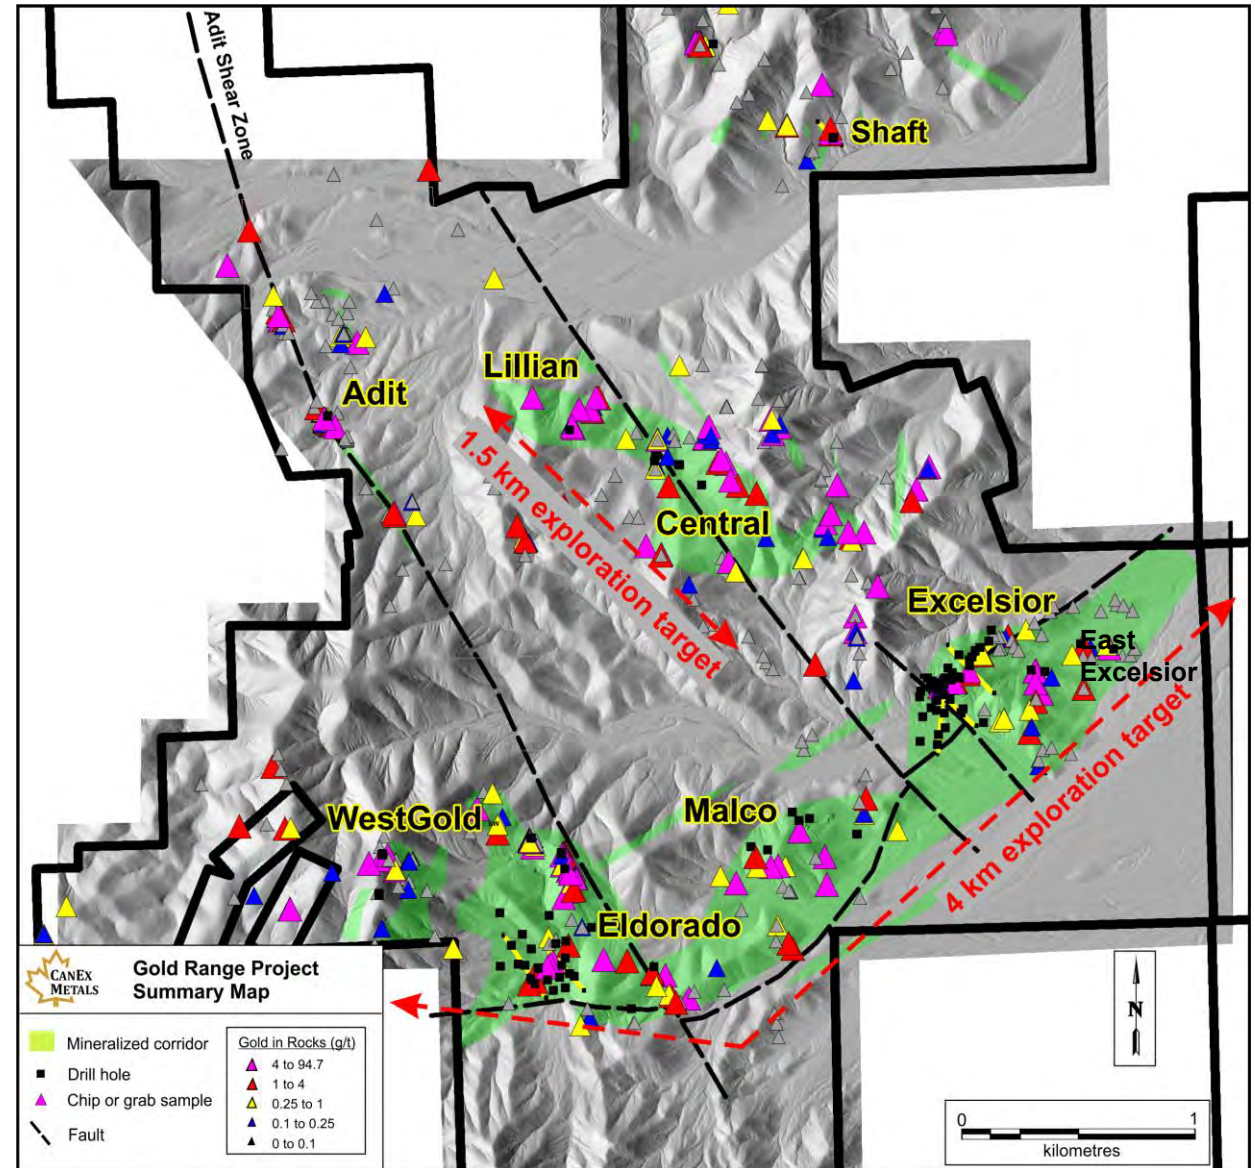 Adit Shear Zone
Shaft
Lillian
Adit
1.5 km exploration target
Central
Excelsior
East
Excelsior
4 km exploration target
Malco
WestGold
Eldorado
CANEX
METALS
Gold Range Project
Summary Map
Mineralized corridor
Drill hole
Chip or grab sample
Fault
Gold in Rocks (g/t)
4 to 94.7
1 to 4
0.25 to 1
0.1 to 0.25
0 to 0.1
N
0 1
kilometres